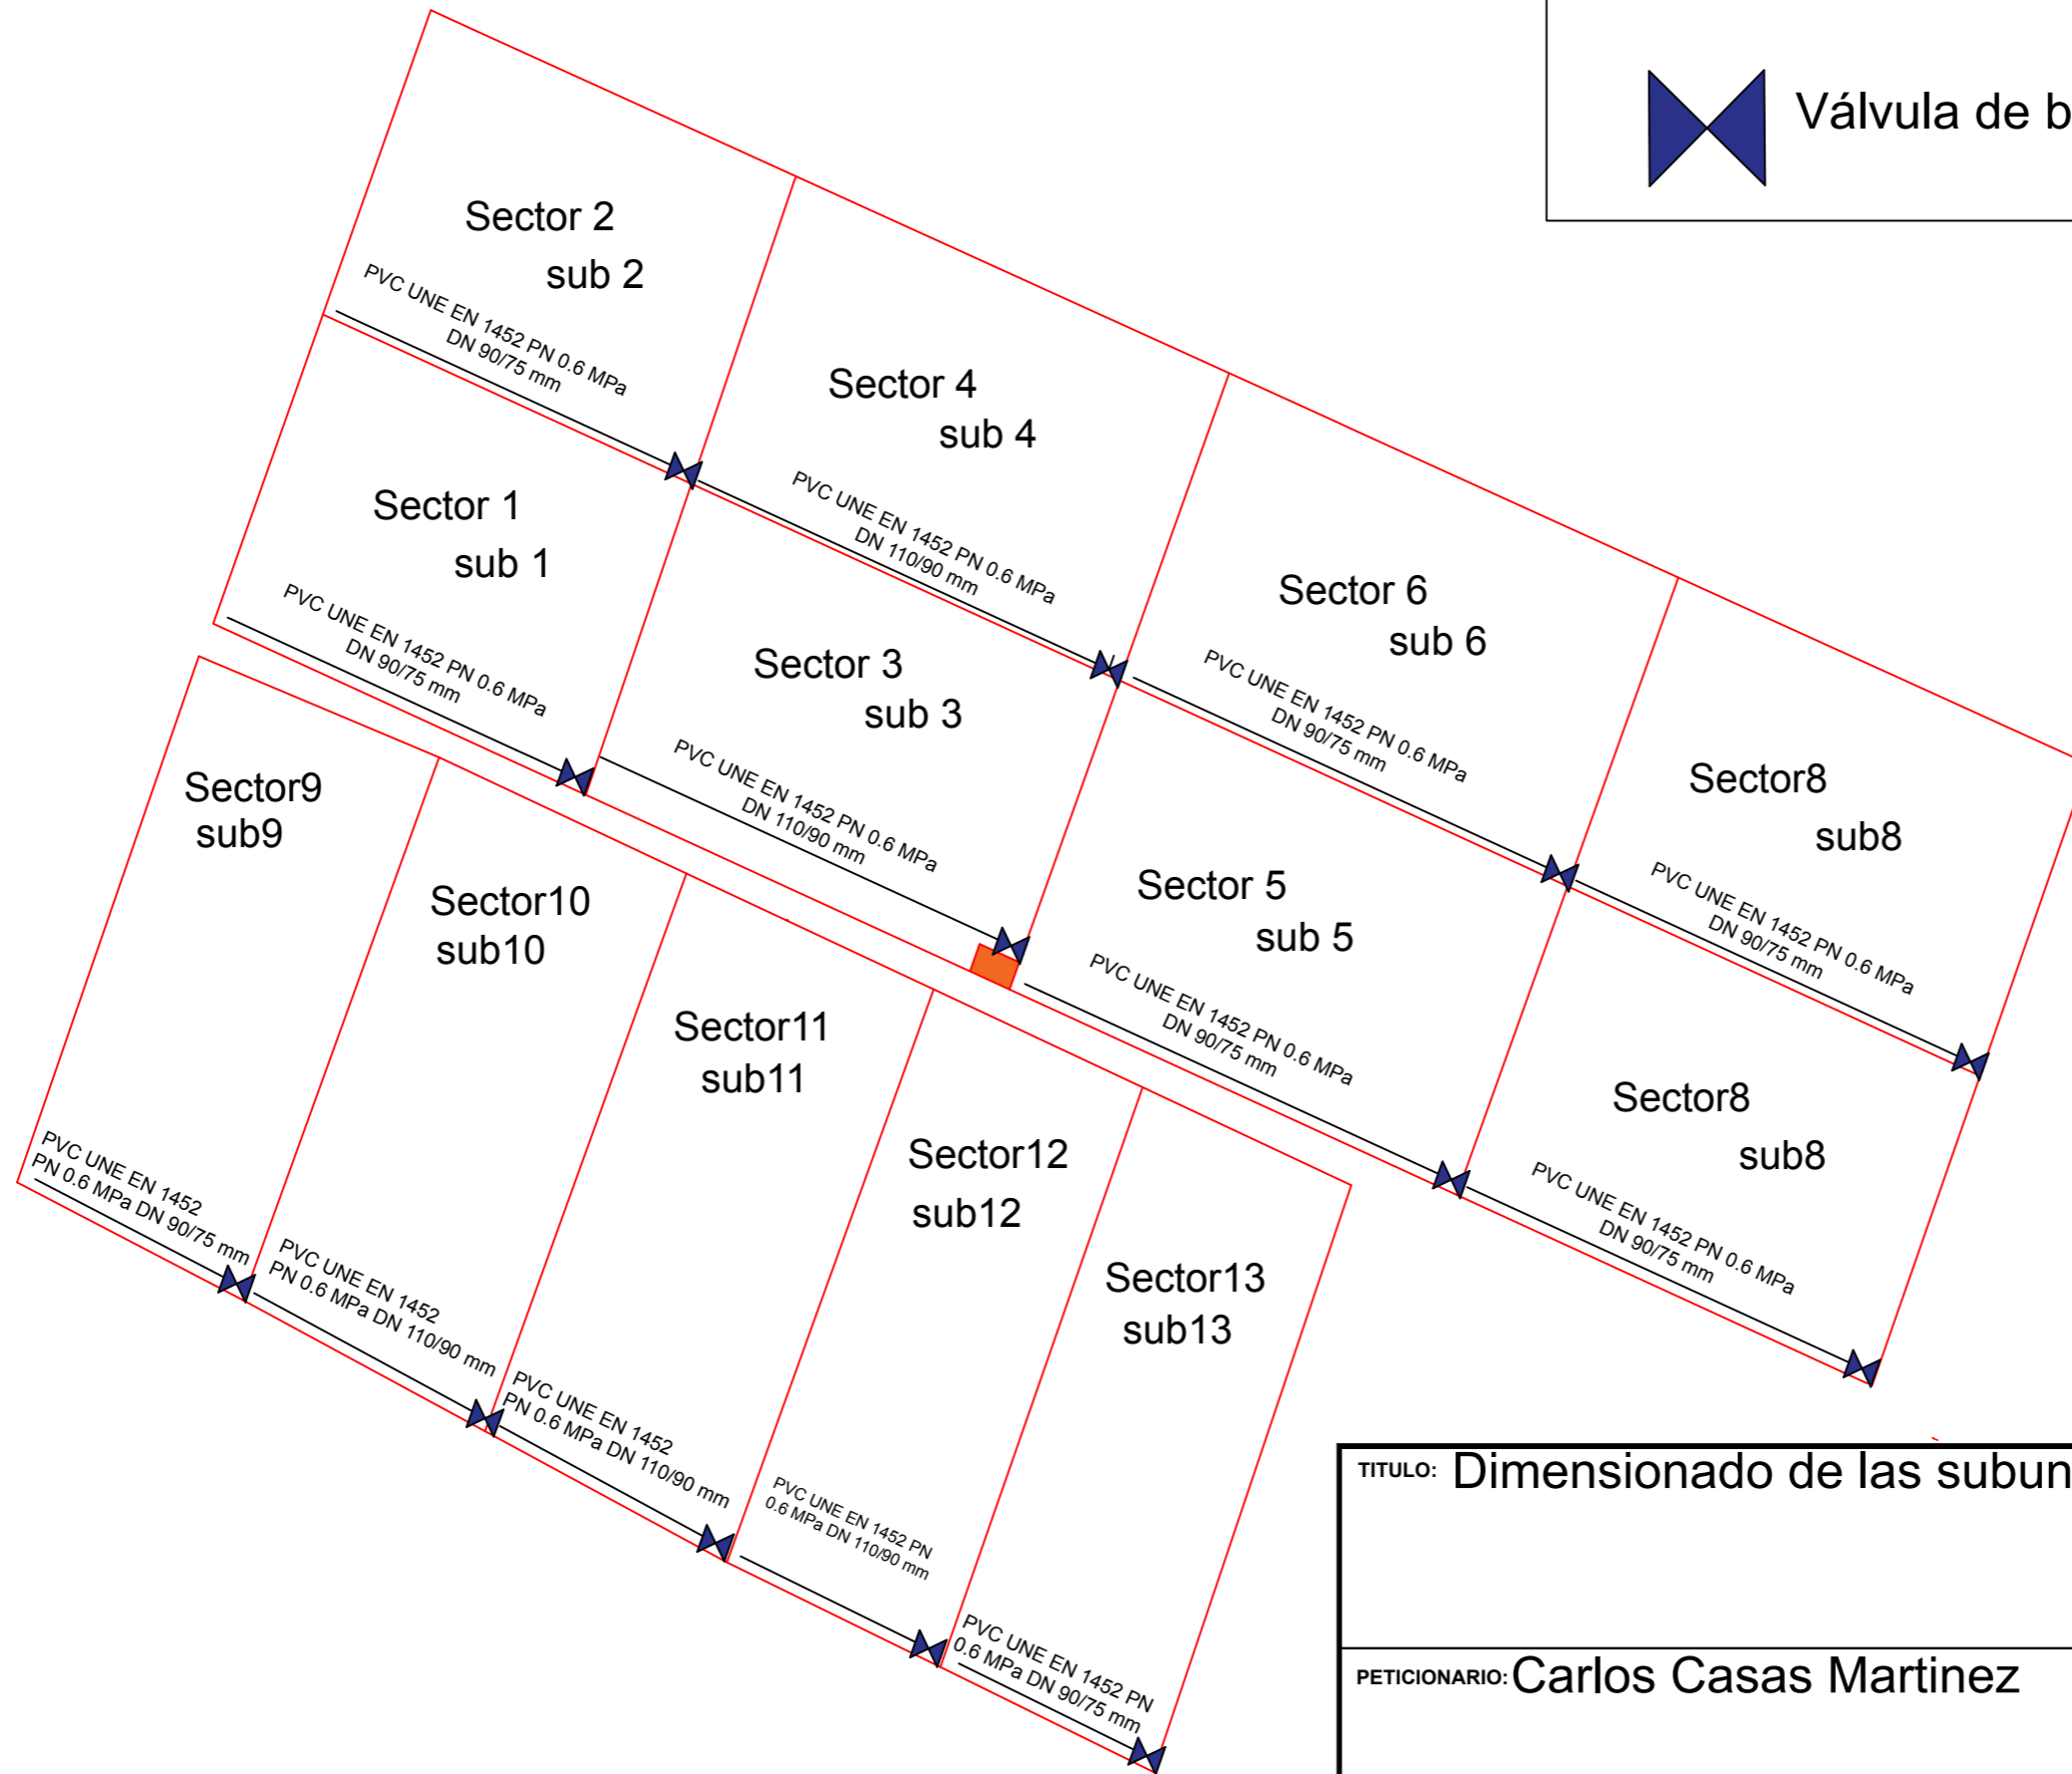 Válvula de b
Sector 2
sub 2
PVC UNE EN 1452 PN 0.6 MPa
DN 90/75 mm
Sector 4
sub 4
PVC UNE EN 1452 PN 0.6 MPa
DN 110/90 mm
Sector 1
sub 1
PVC UNE EN 1452 PN 0.6 MPa
DN 90/75 mm
Sector 6
sub 6
PVC UNE EN 1452 PN 0.6 MPa
DN 90/75 mm
Sector 3
sub 3
PVC UNE EN 1452 PN 0.6 MPa
DN 110/90 mm
Sector8
sub8
PVC UNE EN 1452 PN 0.6 MPa
DN 90/75 mm
Sector 5
sub 5
PVC UNE EN 1452 PN 0.6 MPa
DN 90/75 mm
Sector8
sub8
PVC UNE EN 1452 PN 0.6 MPa
DN 90/75 mm
Sector9
sub9
PVC UNE EN 1452
PN 0.6 MPa DN 90/75 mm
Sector10
sub10
PVC UNE EN 1452
PN 0.6 MPa DN 110/90 mm
Sector11
sub11
PVC UNE EN 1452
PN 0.6 MPa DN 110/90 mm
Sector12
sub12
PVC UNE EN 1452 PN
0.6 MPa DN 110/90 mm
Sector13
sub13
PVC UNE EN 1452 PN
0.6 MPa DN 90/75 mm
TITULO: Dimensionado de las subun
PETICIONARIO: Carlos Casas Martinez